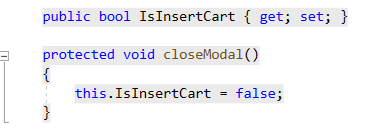 public bool IsInsertCart { get; set; }
protected void closeModal()
{
this.IsInsertCart = false;
}